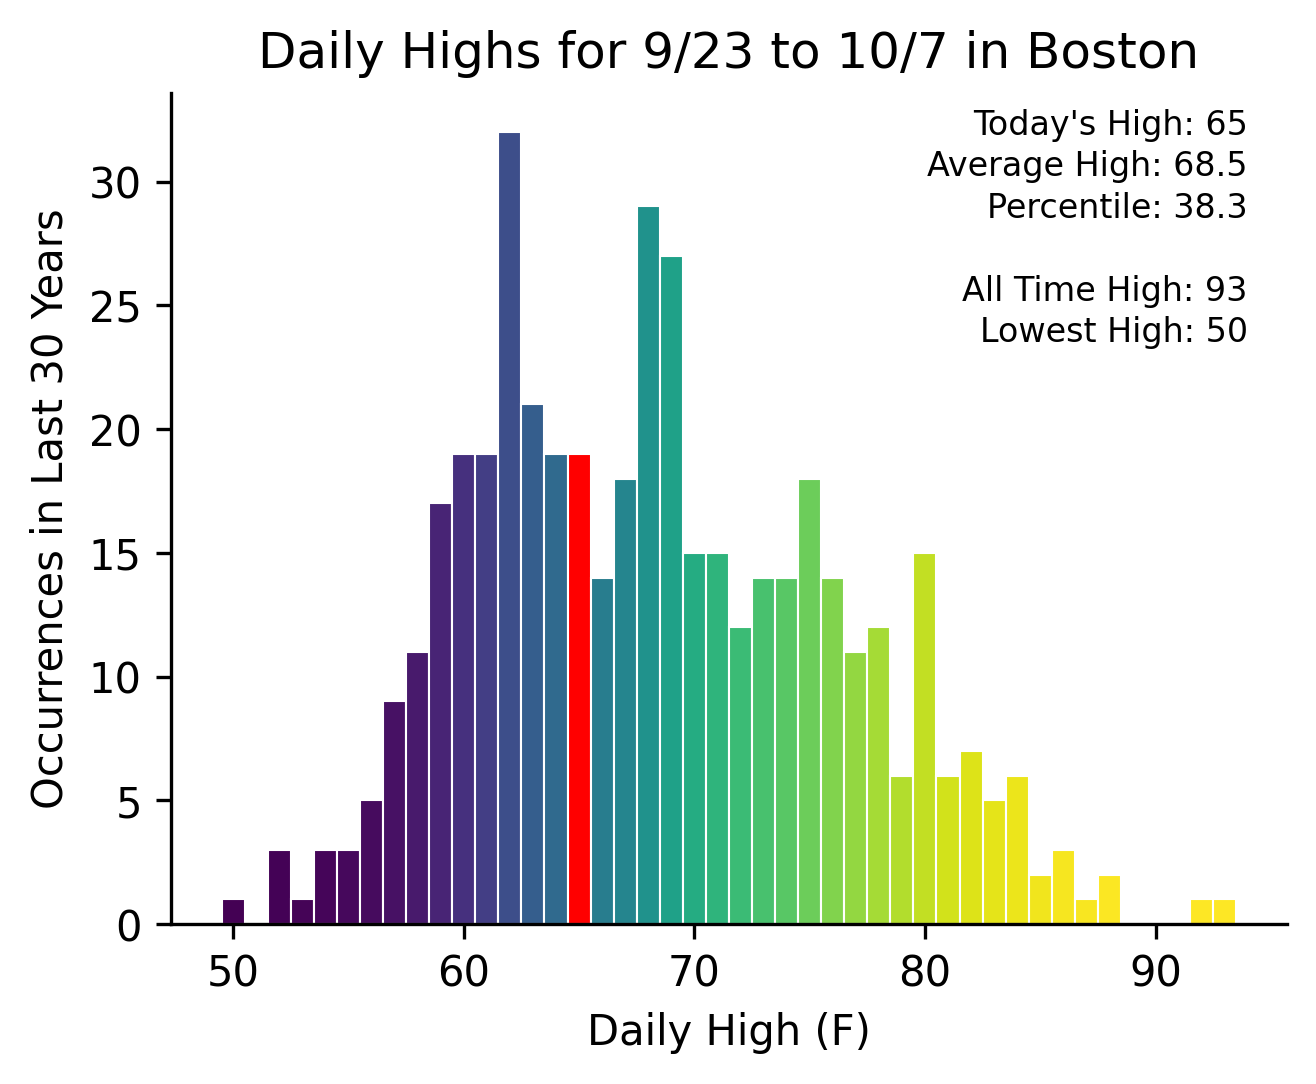 Daily Highs for 9/23 to 10/7 in Boston
Today's High: 65
Average High: 68.5
Percentile: 38.3
All Time High: 93
Lowest High: 50
Occurrences in Last 30 Years
30
25
20
15
10
5
0
50 60 70 80 90
Daily High (F)